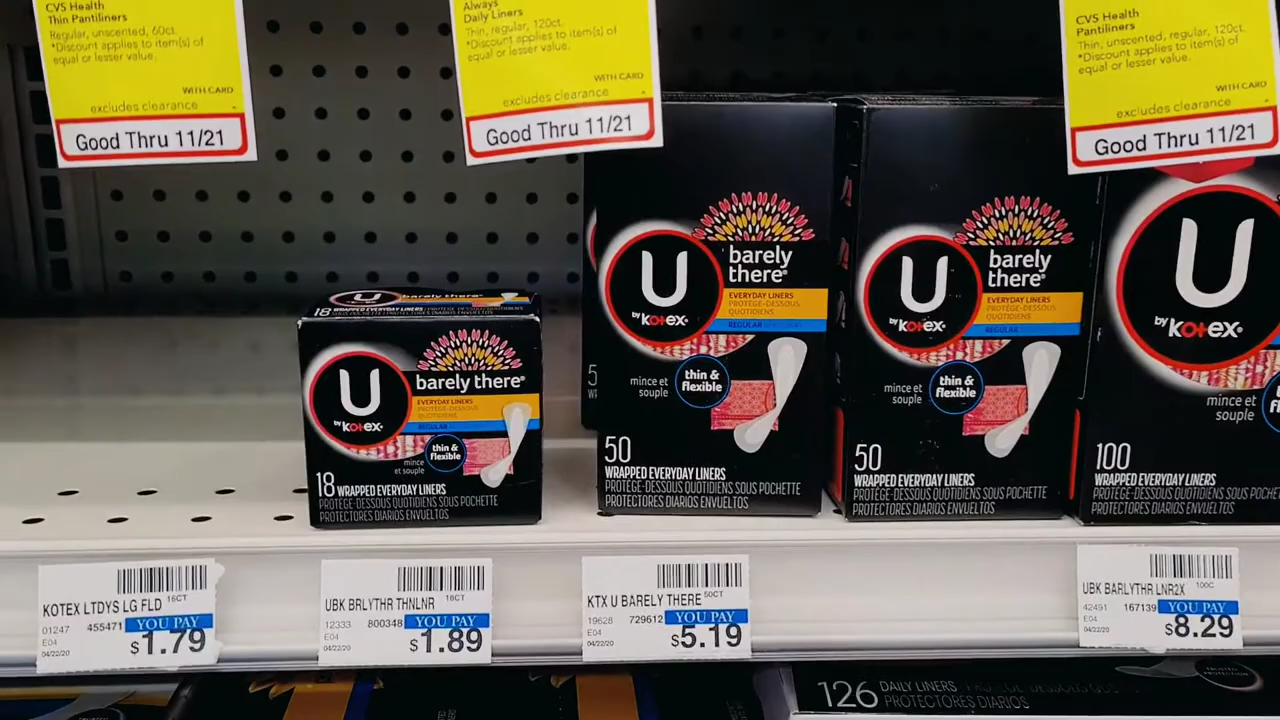 CVS Health
Thin Pantiliners
Regular, unscented, 60ct.
*Discount applies to item(s) of
equal or lesser value.
WITH CARD
excludes clearance
Good Thru 11/21
Always
Daily Liners
Thin, regular, 120ct.
*Discount applies to item(s) of
equal or lesser value.
WITH CARD
excludes clearance
Good Thru 11/21
CVS Health
Pantiliners
Thin, unscented, regular, 120ct.
*Discount applies to item(s) of
equal or lesser value.
WITH CARD
excludes clearance
Good Thru 11/21
U barely there
18 WRAPPED EVERYDAY LINERS
U
by kotex
barely there
EVERYDAY LINERS
PROTÈGE-DESSOUS
QUOTIDIENS
REGULAR
thin &
flexible
mince
et souple
18 WRAPPED EVERYDAY LINERS
PROTÈGE-DESSOUS QUOTIDIENS SOUS POCHETTE
PROTECTORES DIARIOS ENVUELTOS
U
by kotex
barely
there
EVERYDAY LINERS
PROTÈGE-DESSOUS
QUOTIDIENS
REGULAR
mince et
souple
thin &
flexible
50
WRAPPED EVERYDAY LINERS
PROTÈGE-DESSOUS QUOTIDIENS SOUS POCHETTE
PROTECTORES DIARIOS ENVUELTOS
U
by kotex
barely
there
EVERYDAY LINERS
PROTÈGE-DESSOUS
QUOTIDIENS
REGULAR
mince et
souple
thin &
flexible
50
WRAPPED EVERYDAY LINERS
PROTÈGE-DESSOUS QUOTIDIENS SOUS POCHETTE
PROTECTORES DIARIOS ENVUELTOS
U
by kotex
mince et
souple
100
WRAPPED EVERYDAY LINERS
PROTÈGE-DESSOUS QUOTIDIENS SOUS
PROTECTORES DIARIOS ENVUELTOS
KOTEX LTDYS LG FLD 16CT
01247 455471 YOU PAY
E04
04/22/20
$1.79
UBK BRLYTHR THNLNR 18CT
12333 800348 YOU PAY
E04
04/22/20
$1.89
KTX U BARELY THERE 50CT
19628 729612 YOU PAY
E04
04/22/20
$5.19
UBK BARLYTHR LNR2X 100C
42491 167139 YOU PAY
E04
04/22/20
$8.29
126 DAILY LINERS
PROTECTORES DIARIOS